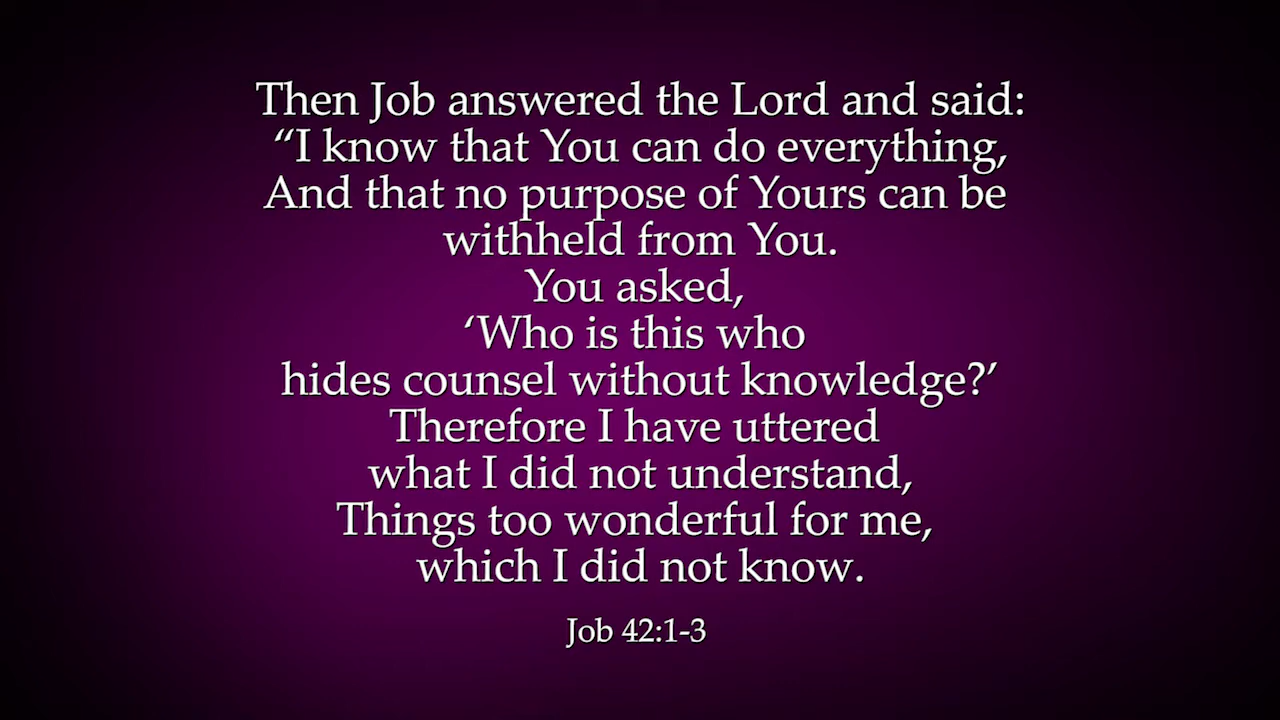 Then Job answered the Lord and said:
“I know that You can do everything,
And that no purpose of Yours can be
withheld from You.
You asked,
‘Who is this who
hides counsel without knowledge?’
Therefore I have uttered
what I did not understand,
Things too wonderful for me,
which I did not know.
Job 42:1-3